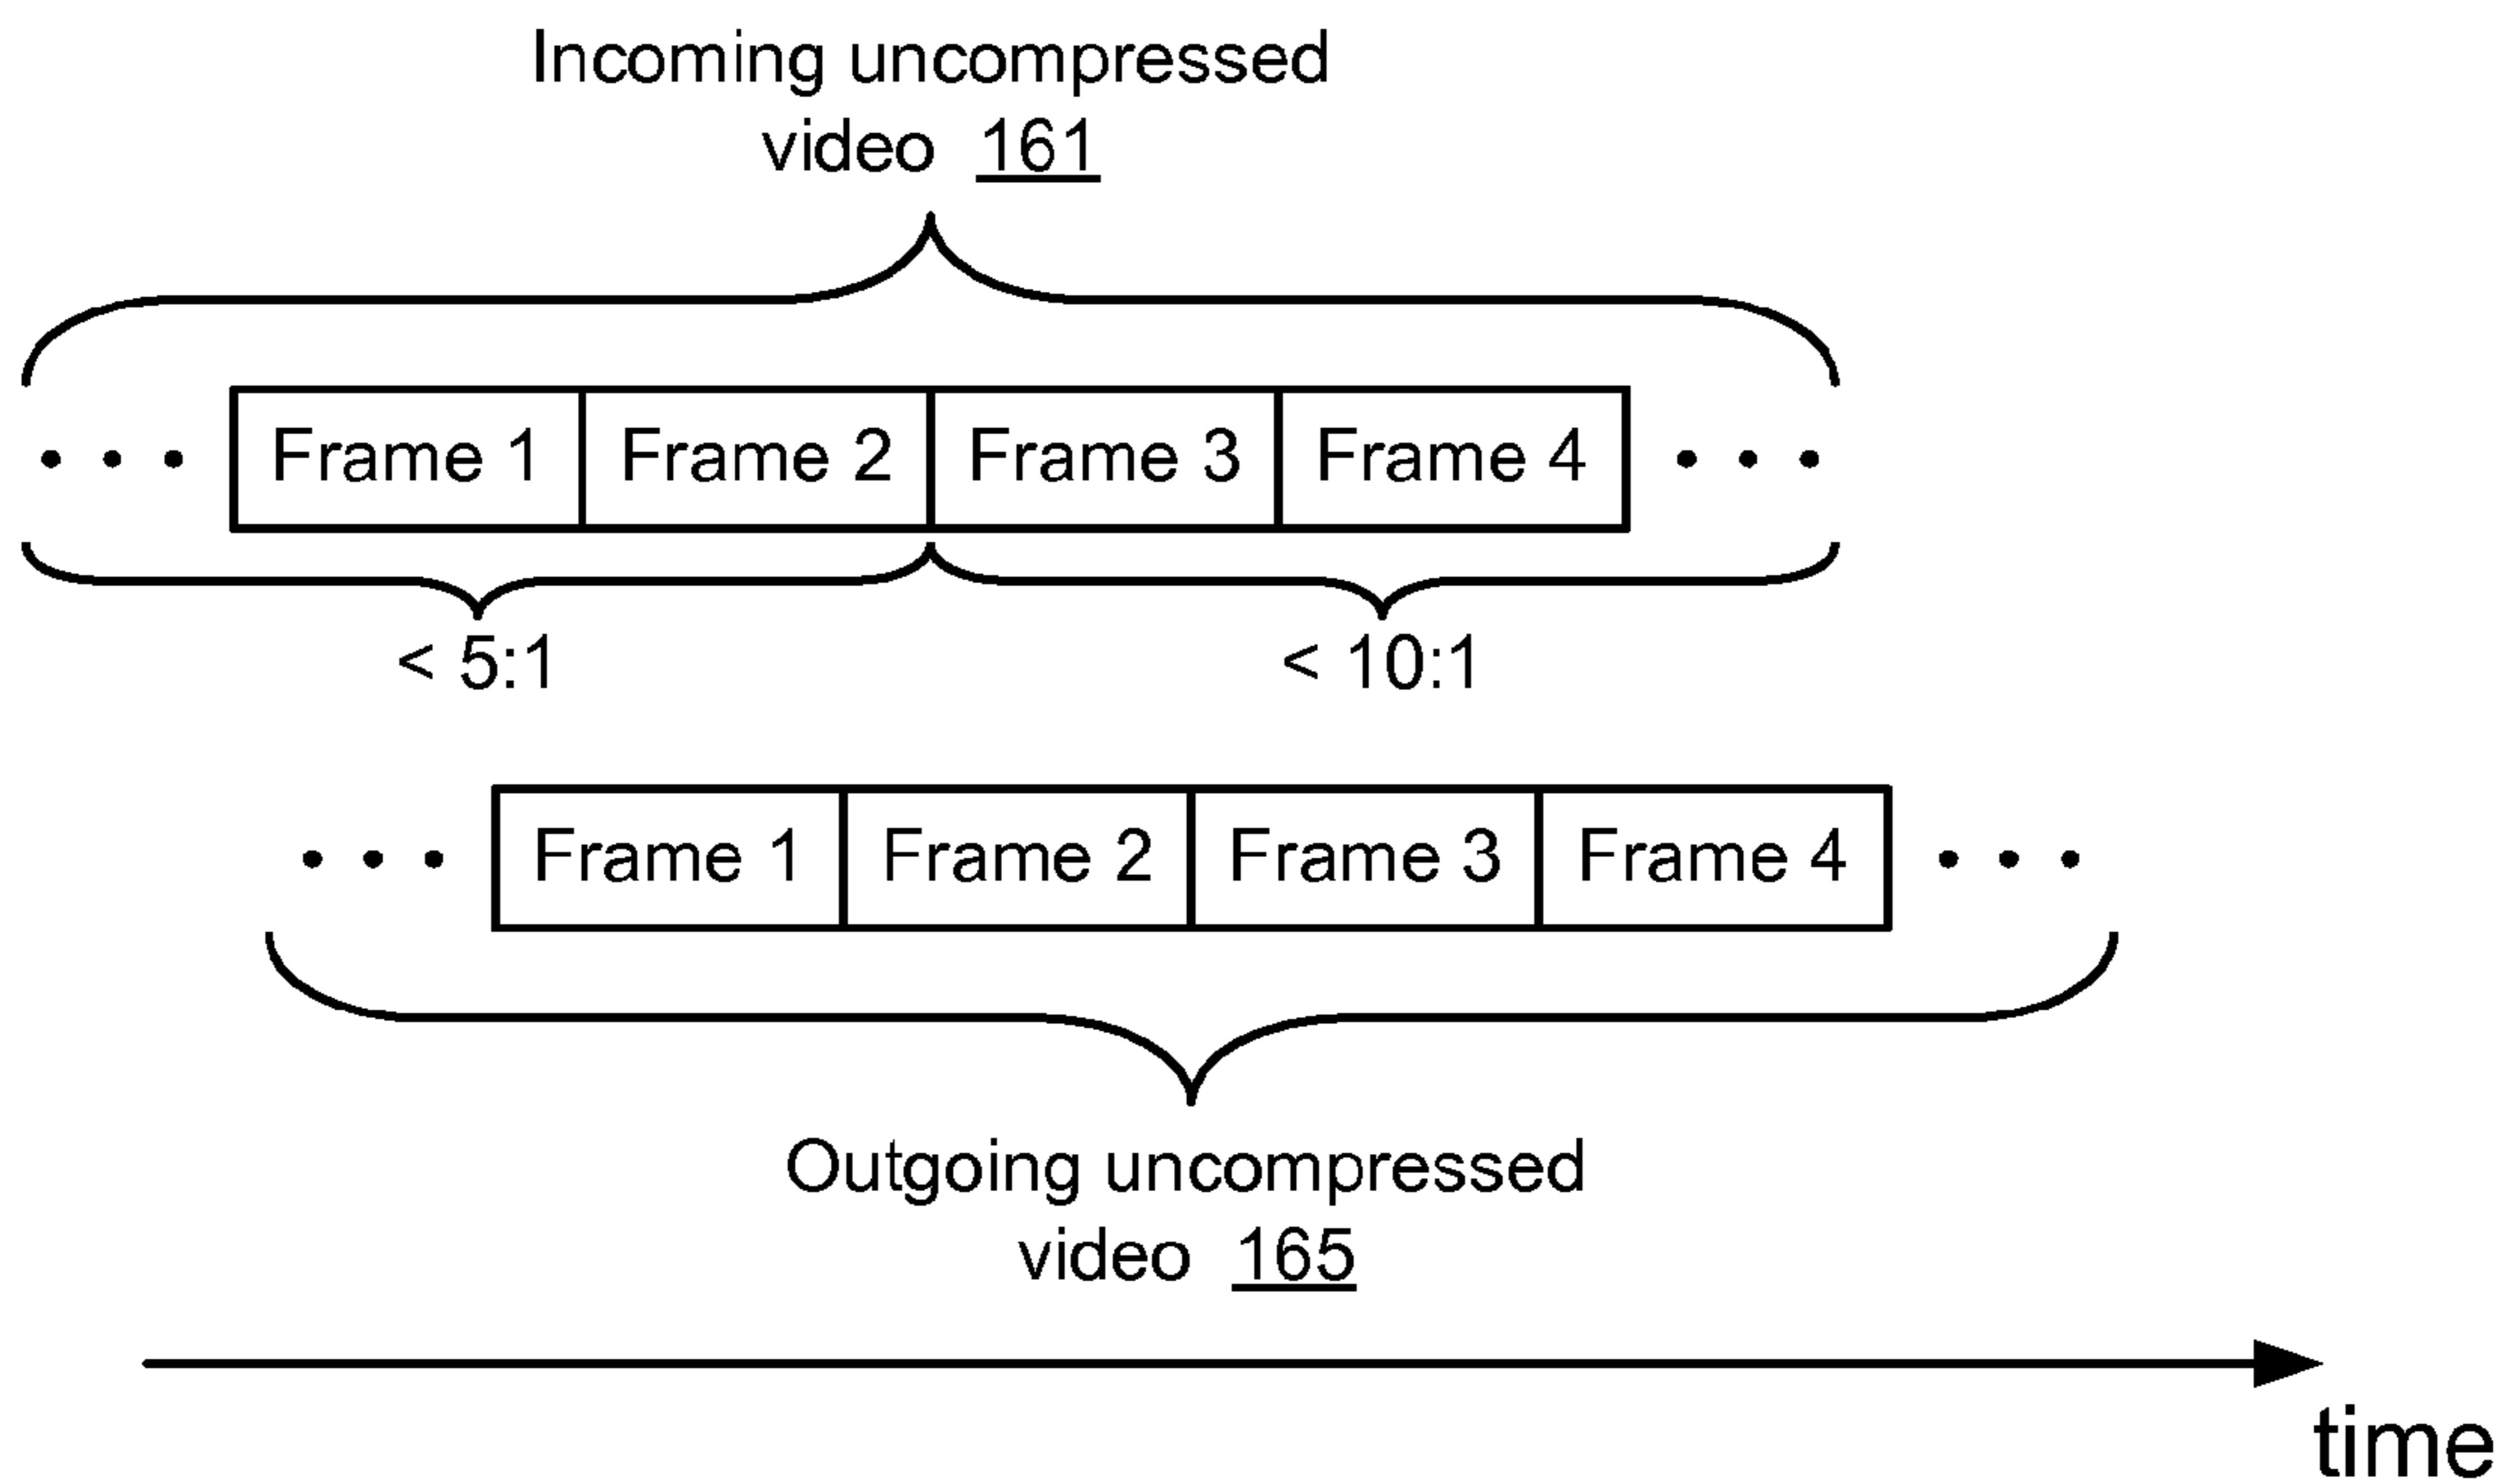 Incoming uncompressed
video 161
Frame 1 Frame 2 Frame 3 Frame 4
< 5:1 < 10:1
Frame 1 Frame 2 Frame 3 Frame 4
Outgoing uncompressed
video 165
time